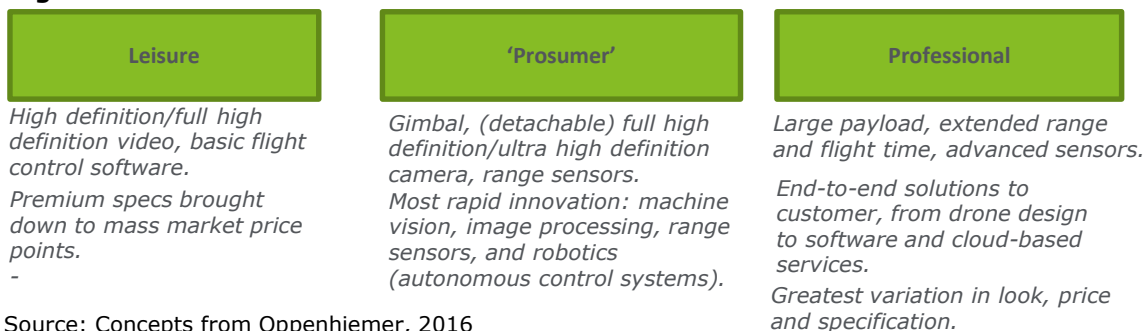 Leisure
High definition/full high
definition video, basic flight
control software.
Premium specs brought
down to mass market price
points.
-
‘Prosumer’
Gimbal, (detachable) full high
definition/ultra high definition
camera, range sensors.
Most rapid innovation: machine
vision, image processing, range
sensors, and robotics
(autonomous control systems).
Professional
Large payload, extended range
and flight time, advanced sensors.
End-to-end solutions to
customer, from drone design
to software and cloud-based
services.
Greatest variation in look, price
and specification.
Source: Concepts from Oppenhiemer, 2016